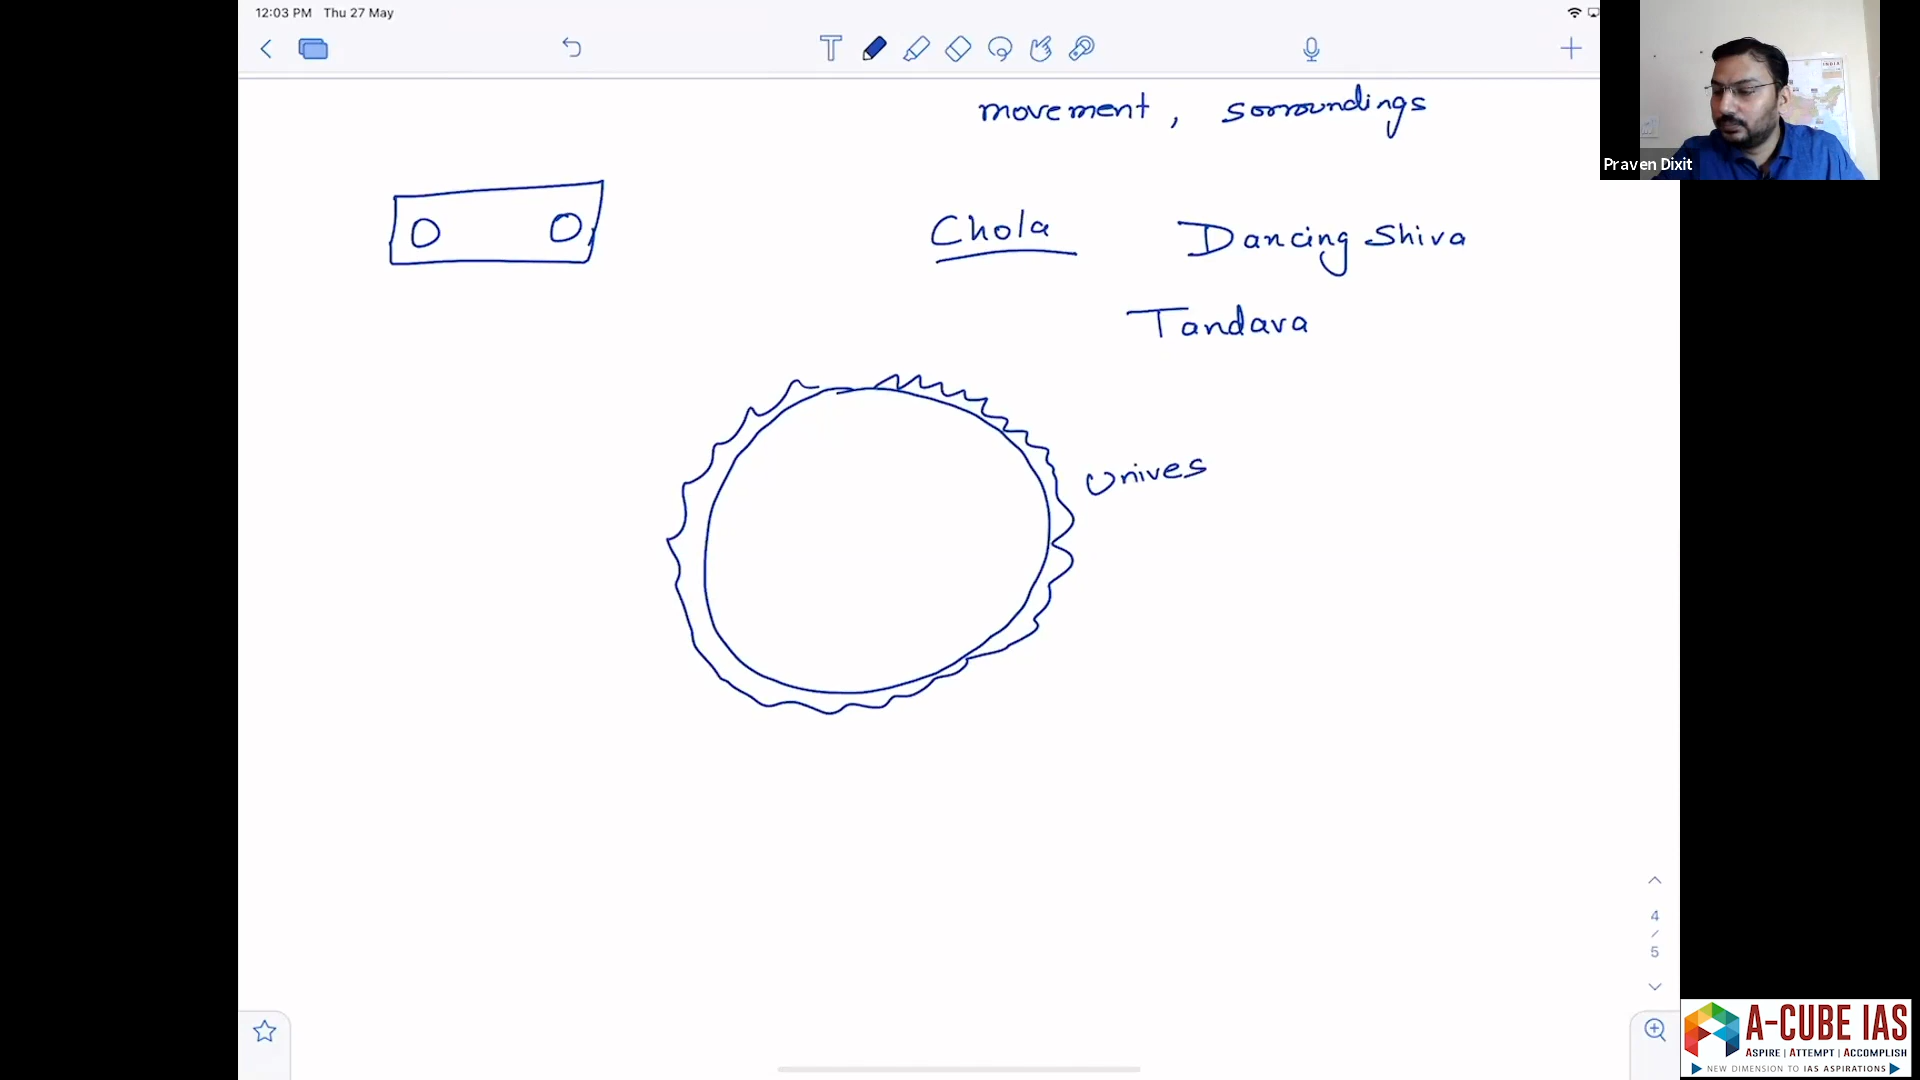 12:03 PM Thu 27 May
movement, sorroundings
Praven Dixit
INDIA
Chola Dancing Shiva
Tandava
Unives
4
/
5
A-CUBE IAS
ASPIRE | ATTEMPT | ACCOMPLISH
NEW DIMENSION TO IAS ASPIRATIONS